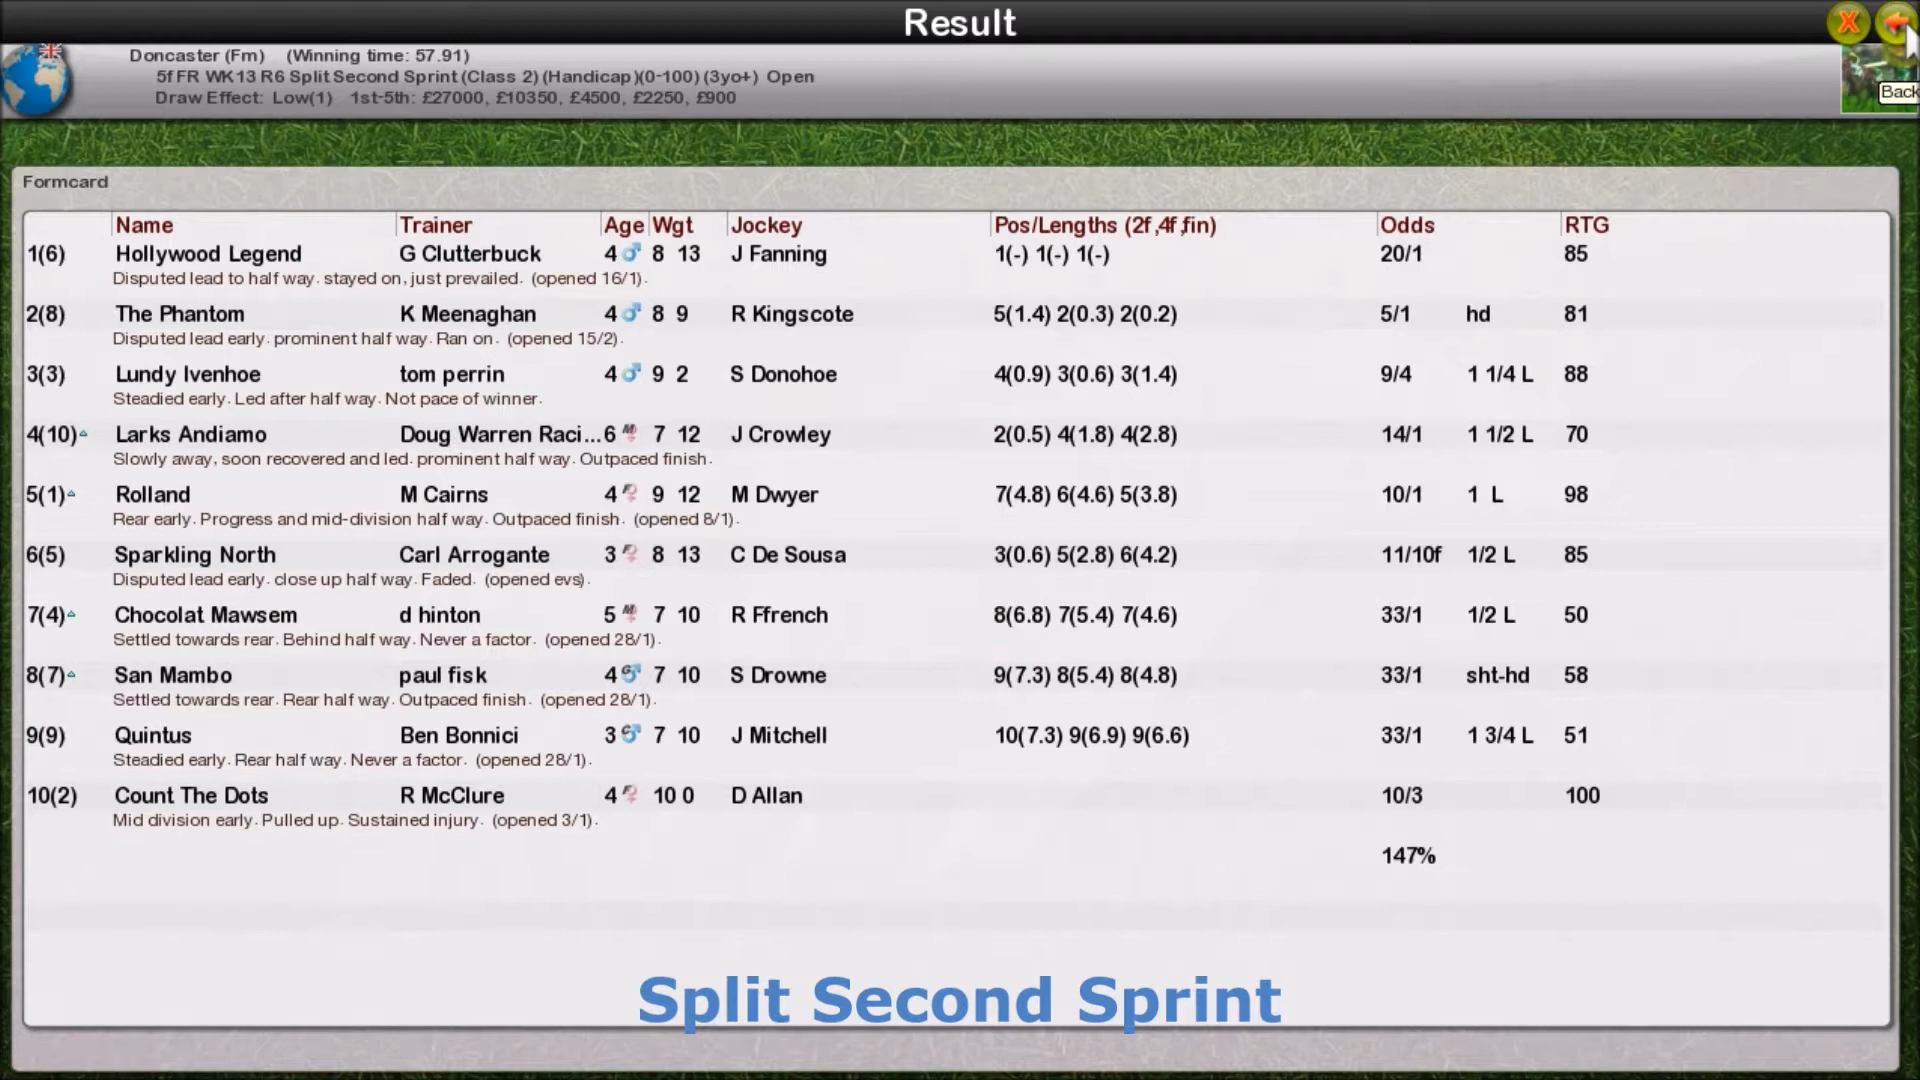 Result
Doncaster (Fm) (Winning time: 57.91)
5f FR WK13 R6 Split Second Sprint (Class 2) (Handicap )(0-100) (3yo+) Open
Draw Effect: Low(1) 1st-5th: £27000, £10350, £4500, £2250, £900
Back
Formcard
Name Trainer Age Wgt Jockey Pos/Lengths (2f,4f,fin) Odds RTG
1(6) Hollywood Legend G Clutterbuck 4 8 13 J Fanning 1(-) 1(-) 1(-) 20/1 85
Disputed lead to half way. stayed on, just prevailed. (opened 16/1).
2(8) The Phantom K Meenaghan 4 8 9 R Kingscote 5(1.4) 2(0.3) 2(0.2) 5/1 hd 81
Disputed lead early. prominent half way. Ran on. (opened 15/2).
3(3) Lundy Ivenhoe tom perrin 4 9 2 S Donohoe 4(0.9) 3(0.6) 3(1.4) 9/4 1 1/4 L 88
Steadied early. Led after half way. Not pace of winner.
4(10) Larks Andiamo Doug Warren Raci... 6 M 7 12 J Crowley 2(0.5) 4(1.8) 4(2.8) 14/1 1 1/2 L 70
Slowly away, soon recovered and led. prominent half way. Outpaced finish.
5(1) Rolland M Cairns 4 F 9 12 M Dwyer 7(4.8) 6(4.6) 5(3.8) 10/1 1 L 98
Rear early. Progress and mid-division half way. Outpaced finish. (opened 8/1).
6(5) Sparkling North Carl Arrogante 3 F 8 13 C De Sousa 3(0.6) 5(2.8) 6(4.2) 11/10f 1/2 L 85
Disputed lead early. close up half way. Faded. (opened evs).
7(4) Chocolat Mawsem d hinton 5 M 7 10 R Ffrench 8(6.8) 7(5.4) 7(4.6) 33/1 1/2 L 50
Settled towards rear. Behind half way. Never a factor. (opened 28/1).
8(7) San Mambo paul fisk 4 G 7 10 S Drowne 9(7.3) 8(5.4) 8(4.8) 33/1 sht-hd 58
Settled towards rear. Rear half way. Outpaced finish. (opened 28/1).
9(9) Quintus Ben Bonnici 3 C 7 10 J Mitchell 10(7.3) 9(6.9) 9(6.6) 33/1 1 3/4 L 51
Steadied early. Rear half way. Never a factor. (opened 28/1).
10(2) Count The Dots R McClure 4 F 10 0 D Allan 10/3 100
Mid division early. Pulled up. Sustained injury. (opened 3/1).
147%
Split Second Sprint